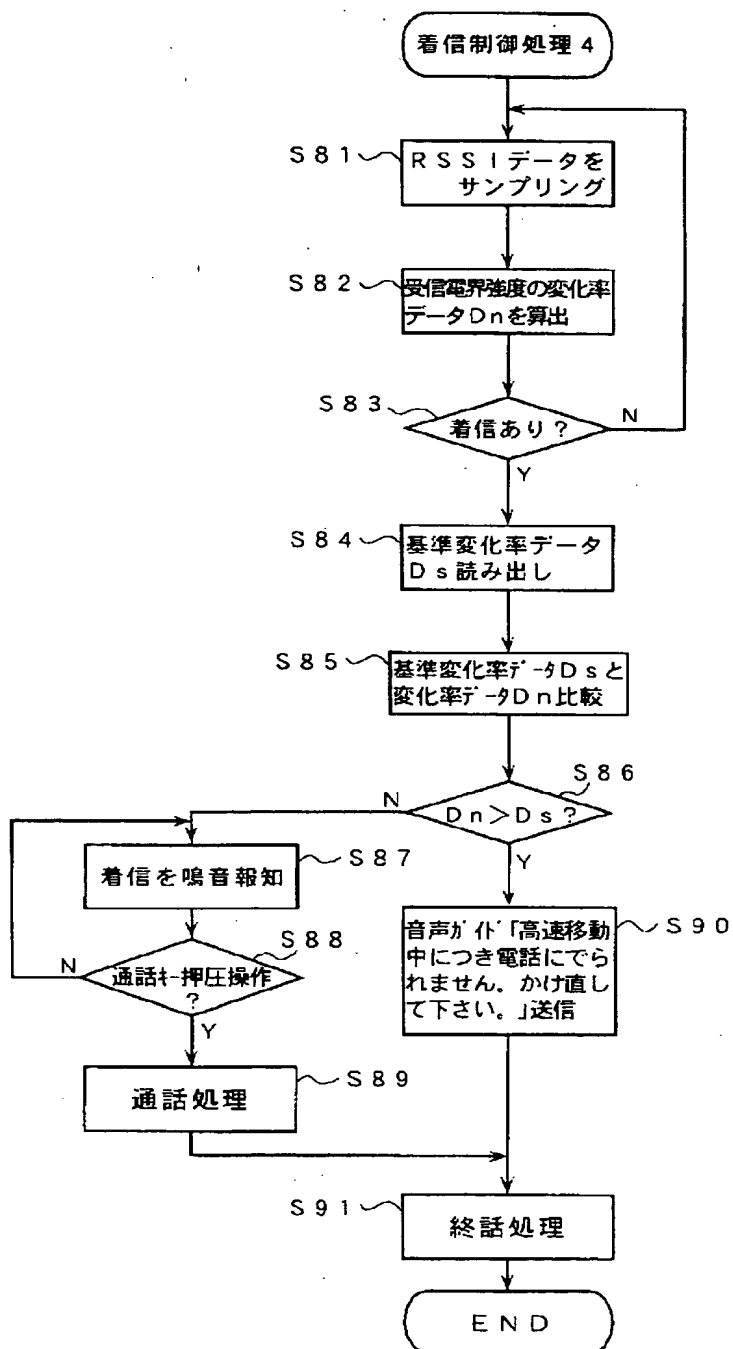 着信制御処理4
S81
RSSIデータを
サンプリング
S82
受信電界強度の変化率
データDnを算出
S83
着信あり?
N
Y
S84
基準変化率データ
Ds読み出し
S85
基準変化率データDsと
変化率データDn比較
S86
Dn>Ds?
N
Y
S87
着信を鳴音報知
S88
通話キー押圧操作
?
N
Y
S89
通話処理
S90
音声ガイド「高速移動
中につき電話にでら
れません。かけ直し
て下さい。」送信
S91
終話処理
END